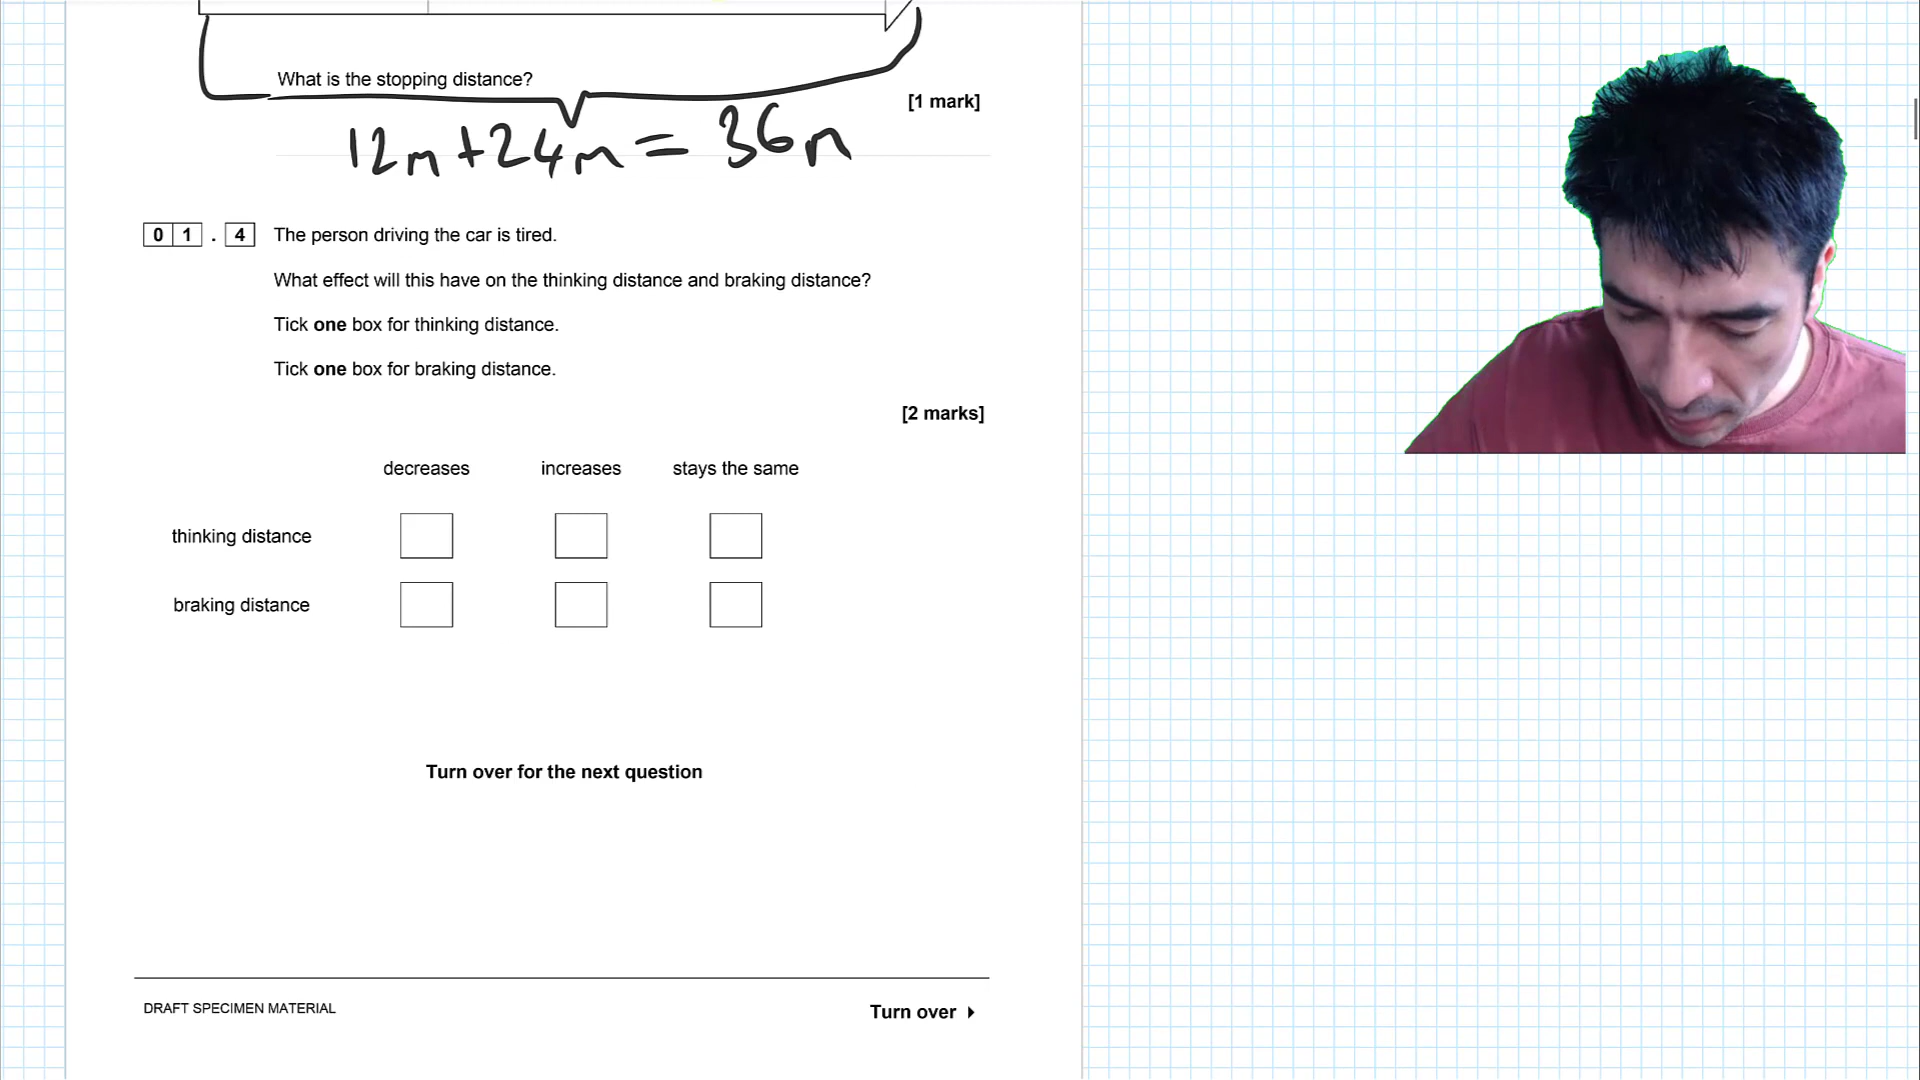 What is the stopping distance?
[1 mark]
12m+24m = 36m
01.4 The person driving the car is tired.
What effect will this have on the thinking distance and braking distance?
Tick one box for thinking distance.
Tick one box for braking distance.
[2 marks]
decreases increases stays the same
thinking distance
braking distance
Turn over for the next question
DRAFT SPECIMEN MATERIAL
Turn over